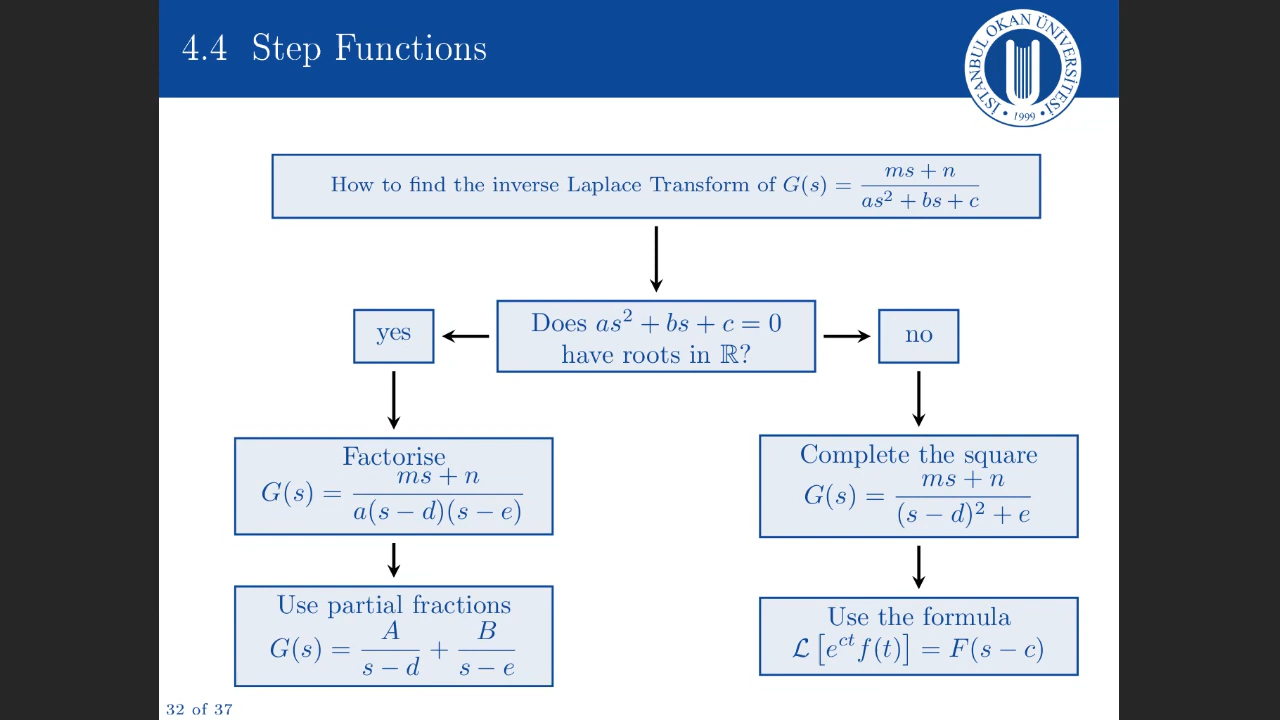 4.4 Step Functions
İSTANBUL OKAN ÜNİVERSİTESİ
• 1999 •
How to find the inverse Laplace Transform of G(s) = (ms + n)/(as² + bs + c)
yes
Does as² + bs + c = 0
have roots in ℝ?
no
Factorise
G(s) = (ms + n)/(a(s − d)(s − e))
Complete the square
G(s) = (ms + n)/((s − d)² + e)
Use partial fractions
G(s) = A/(s − d) + B/(s − e)
Use the formula
ℒ[e^{ct}f(t)] = F(s − c)
32 of 37